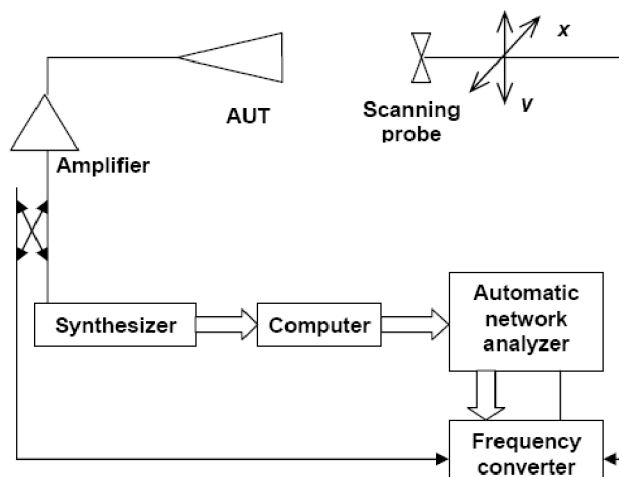 x
AUT
Scanning
probe
V
Amplifier
Synthesizer
Computer
Automatic
network
analyzer
Frequency
converter